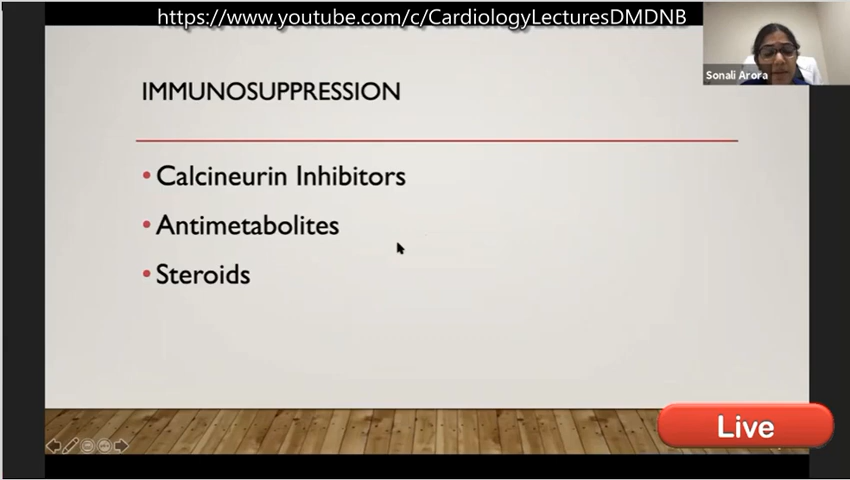 https://www.youtube.com/c/CardiologyLecturesDMDNB
Sonali Arora
IMMUNOSUPPRESSION
• Calcineurin Inhibitors
• Antimetabolites
• Steroids
Live